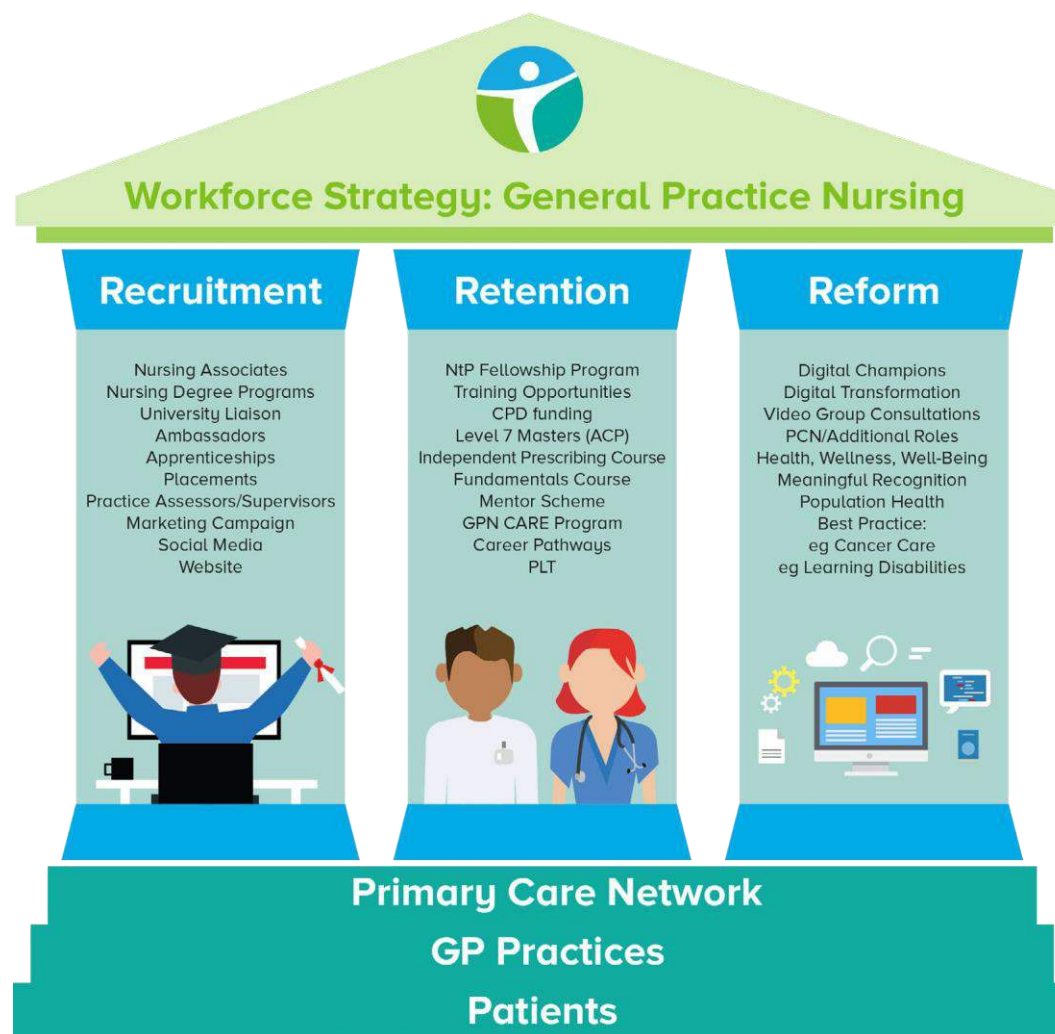 Workforce Strategy: General Practice Nursing
Recruitment
Nursing Associates
Nursing Degree Programs
University Liaison
Ambassadors
Apprenticeships
Placements
Practice Assessors/Supervisors
Marketing Campaign
Social Media
Website
Retention
NtP Fellowship Program
Training Opportunities
CPD funding
Level 7 Masters (ACP)
Independent Prescribing Course
Fundamentals Course
Mentor Scheme
GPN CARE Program
Career Pathways
PLT
Reform
Digital Champions
Digital Transformation
Video Group Consultations
PCN/Additional Roles
Health, Wellness, Well-Being
Meaningful Recognition
Population Health
Best Practice:
eg Cancer Care
eg Learning Disabilities
Primary Care Network
GP Practices
Patients